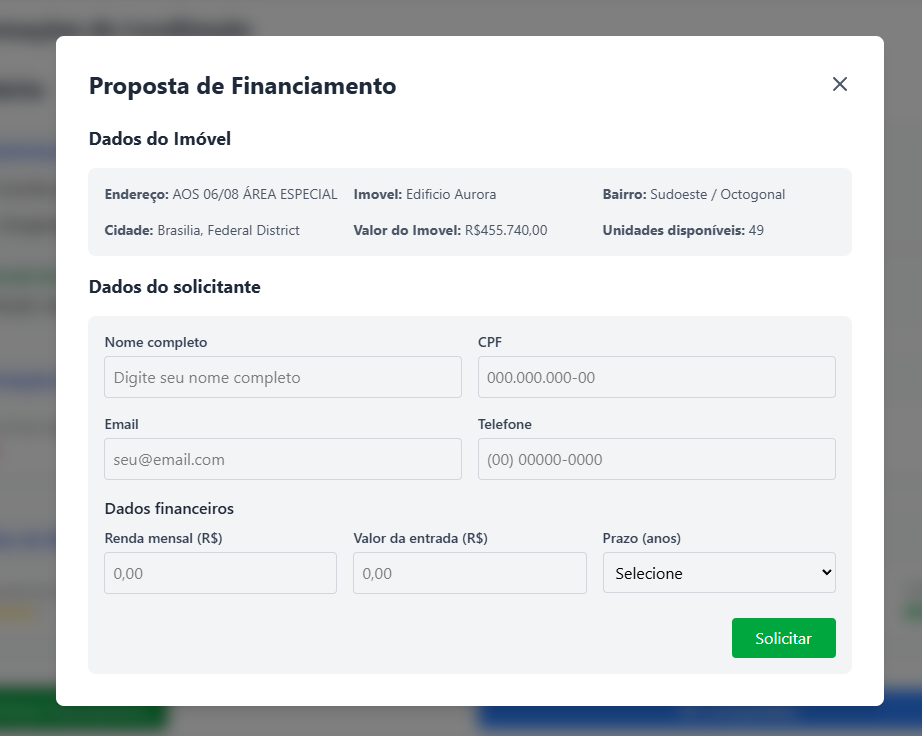 Proposta de Financiamento
Dados do Imóvel
Endereço: AOS 06/08 ÁREA ESPECIAL Imovel: Edificio Aurora Bairro: Sudoeste / Octogonal
Cidade: Brasilia, Federal District Valor do Imovel: R$455.740,00 Unidades disponíveis: 49
Dados do solicitante
Nome completo CPF
Digite seu nome completo 000.000.000-00
Email Telefone
seu@email.com (00) 00000-0000
Dados financeiros
Renda mensal (R$) Valor da entrada (R$) Prazo (anos)
0,00 0,00 Selecione
Solicitar